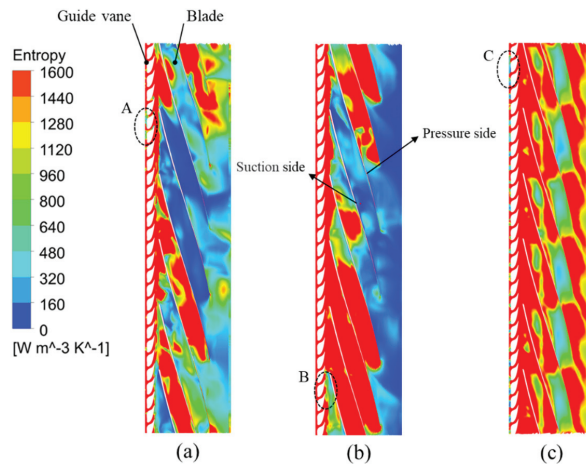 Guide vane
Blade
Entropy
1600
1440
1280
1120
960
800
640
480
320
160
0
[W m^-3 K^-1]
A
Suction side
Pressure side
B
C
(a)
(b)
(c)